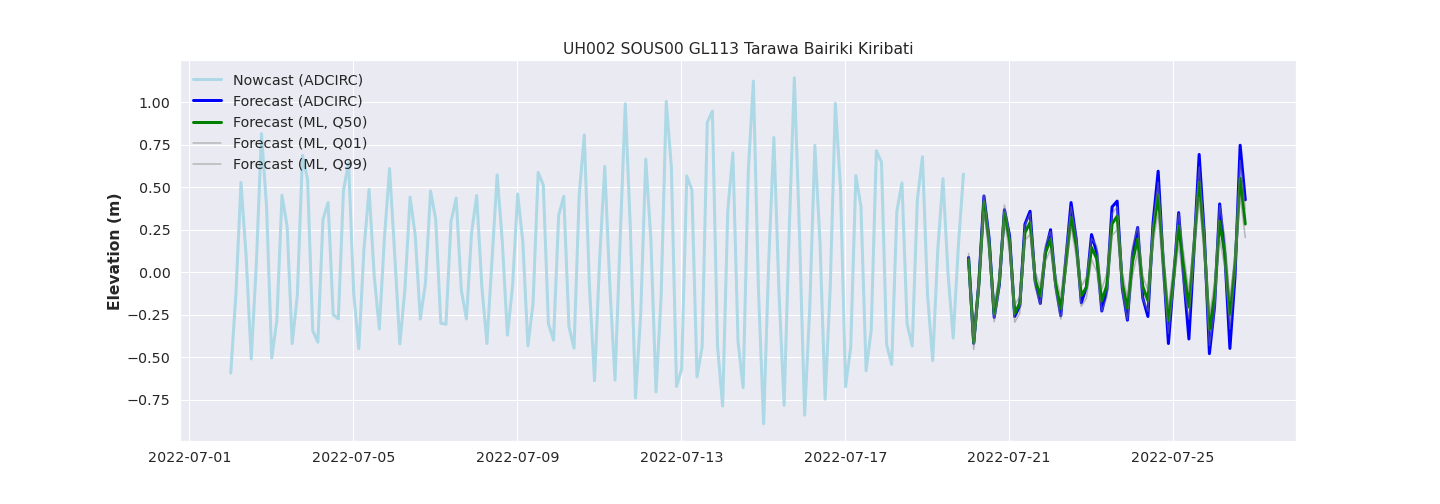 UH002 SOUS00 GL113 Tarawa Bairiki Kiribati
Nowcast (ADCIRC)
Forecast (ADCIRC)
Forecast (ML, Q50)
Forecast (ML, Q01)
Forecast (ML, Q99)
Elevation (m)
1.00
0.75
0.50
0.25
0.00
−0.25
−0.50
−0.75
2022-07-01 2022-07-05 2022-07-09 2022-07-13 2022-07-17 2022-07-21 2022-07-25